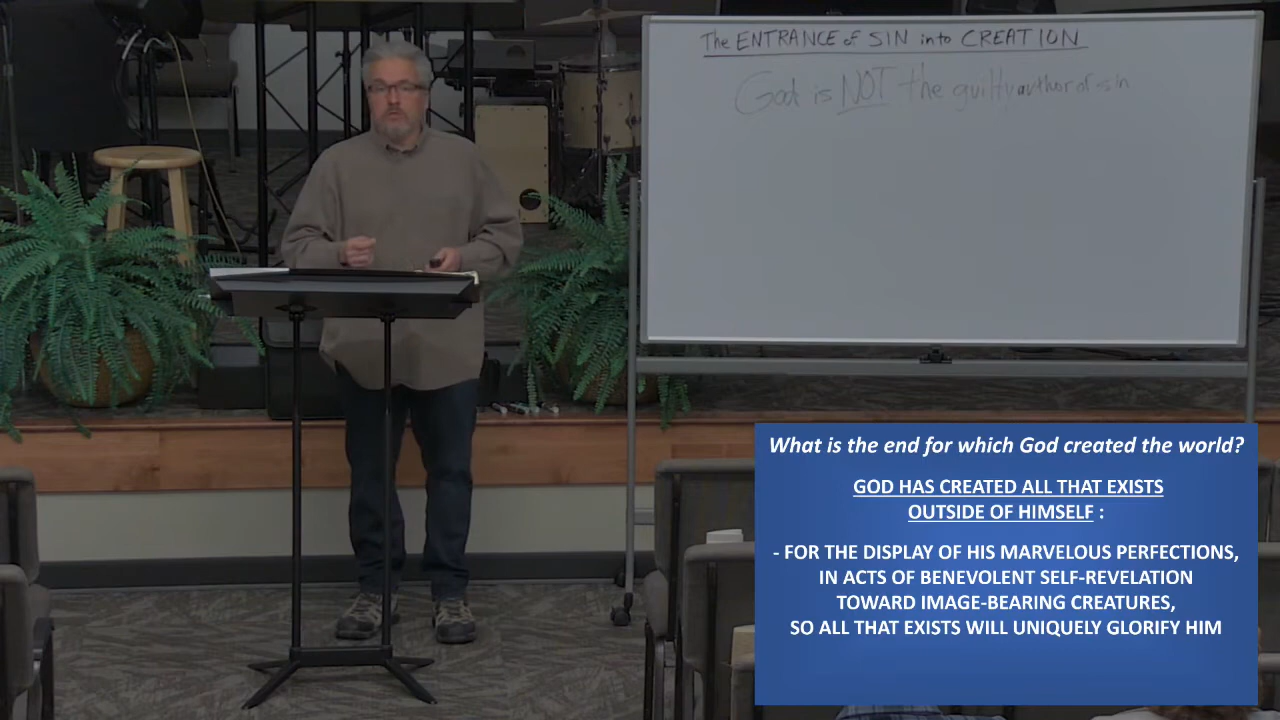 The ENTRANCE of SIN into CREATION
God is NOT the guilty author of sin
What is the end for which God created the world?
GOD HAS CREATED ALL THAT EXISTS
OUTSIDE OF HIMSELF :
- FOR THE DISPLAY OF HIS MARVELOUS PERFECTIONS,
IN ACTS OF BENEVOLENT SELF-REVELATION
TOWARD IMAGE-BEARING CREATURES,
SO ALL THAT EXISTS WILL UNIQUELY GLORIFY HIM